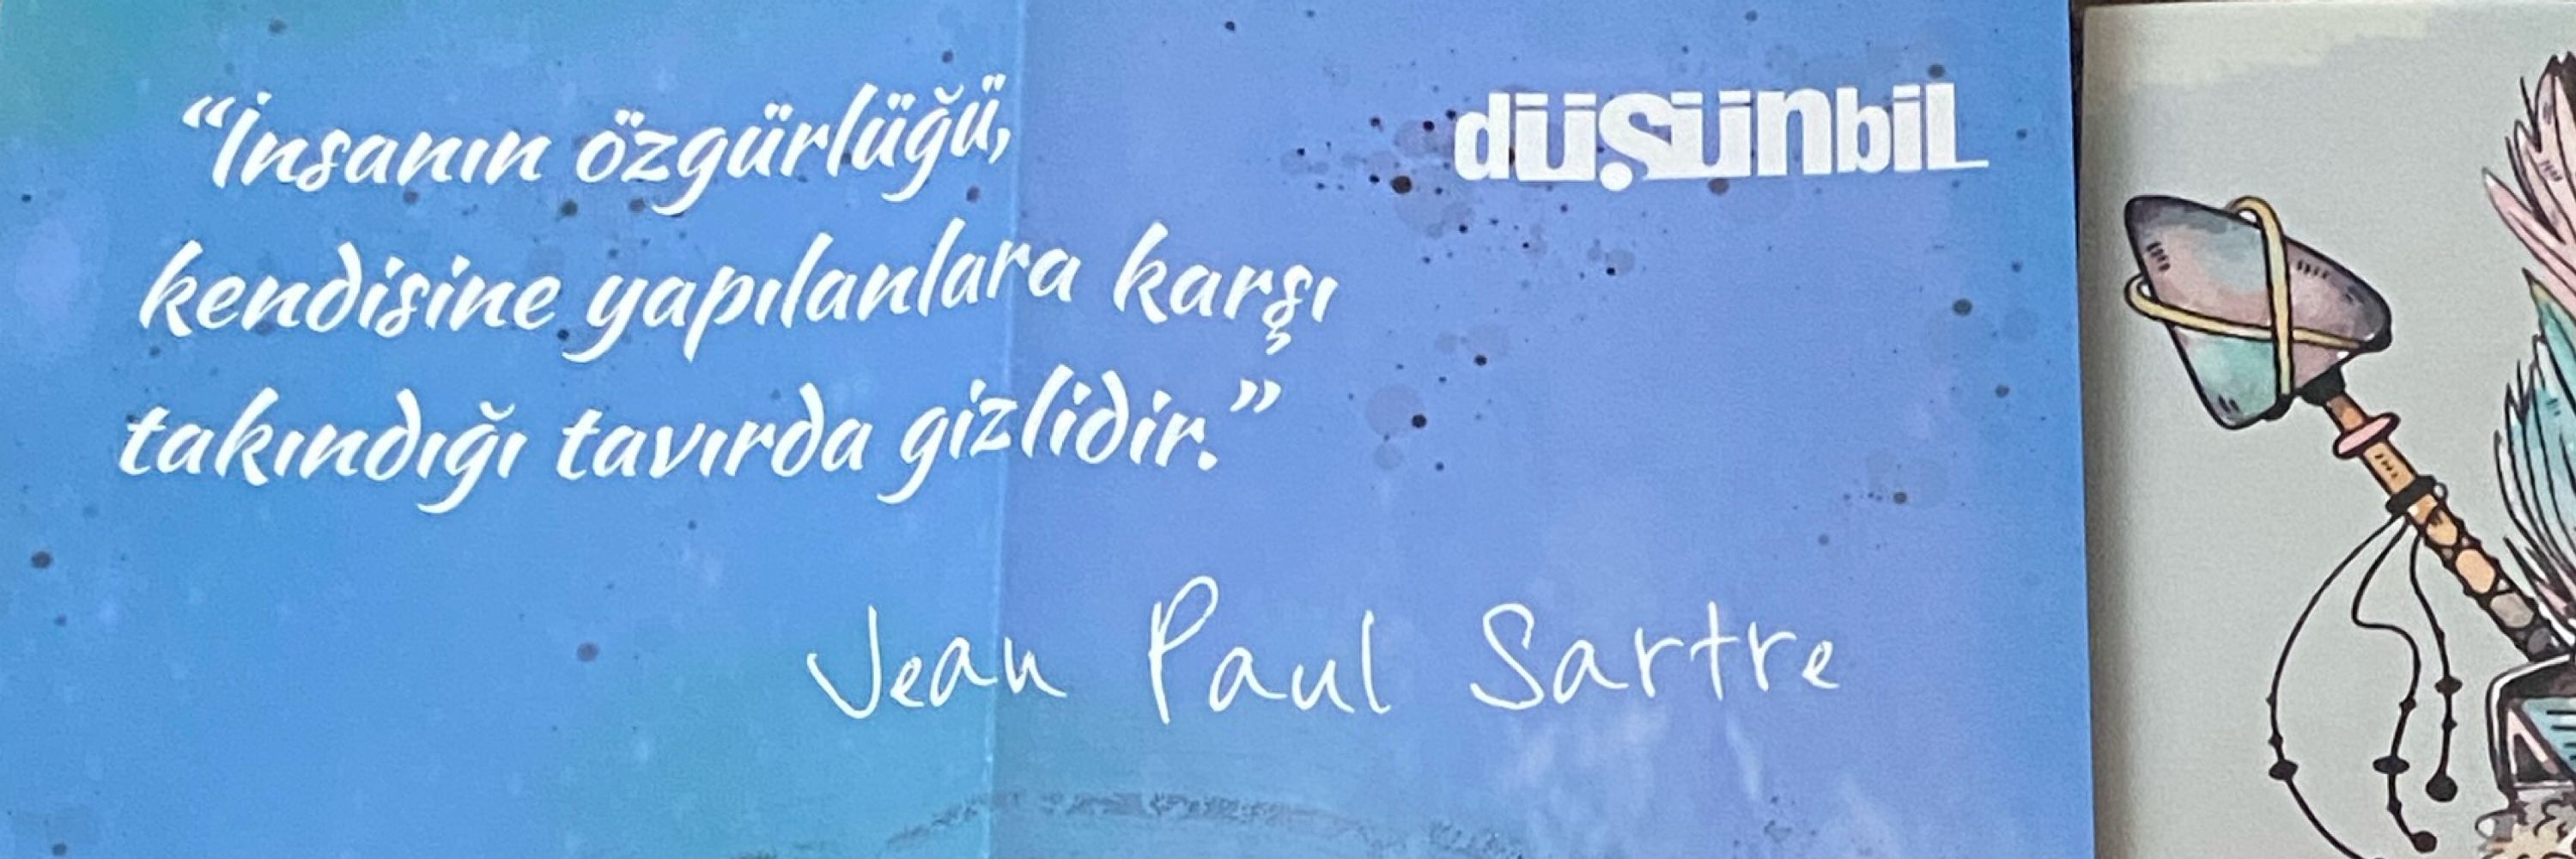 “İnsanın özgürlüğü,
kendisine yapılanlara karşı
takındığı tavırda gizlidir.”
Jean Paul Sartre
düşünbil